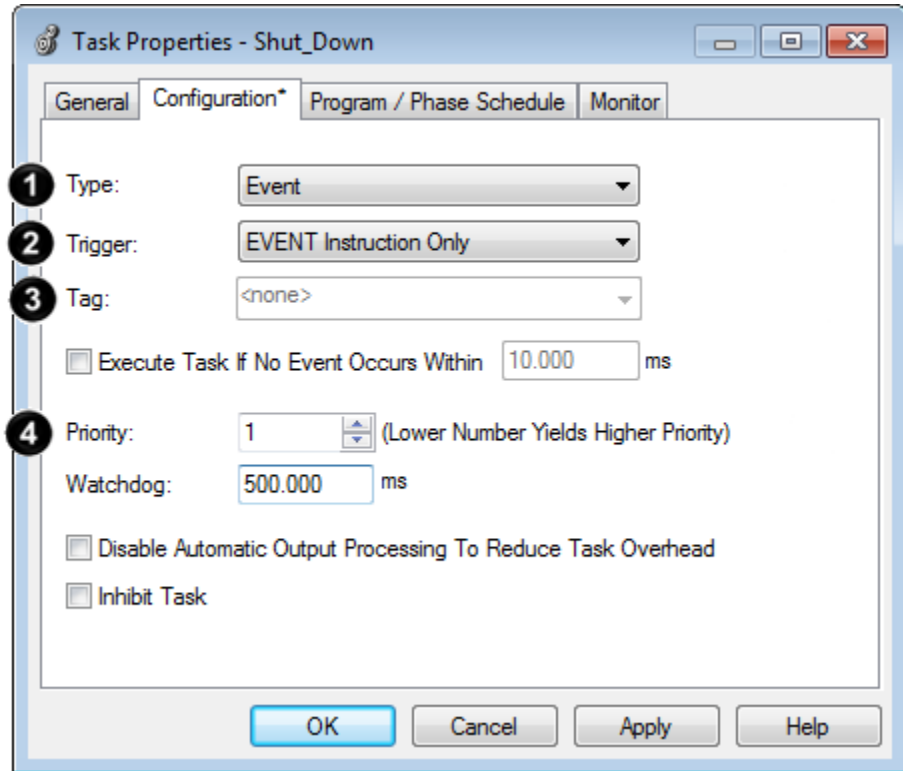 Task Properties - Shut_Down
General Configuration* Program / Phase Schedule Monitor
1 Type: Event
2 Trigger: EVENT Instruction Only
3 Tag: <none>
Execute Task If No Event Occurs Within 10.000 ms
4 Priority: 1 (Lower Number Yields Higher Priority)
Watchdog: 500.000 ms
Disable Automatic Output Processing To Reduce Task Overhead
Inhibit Task
OK Cancel Apply Help